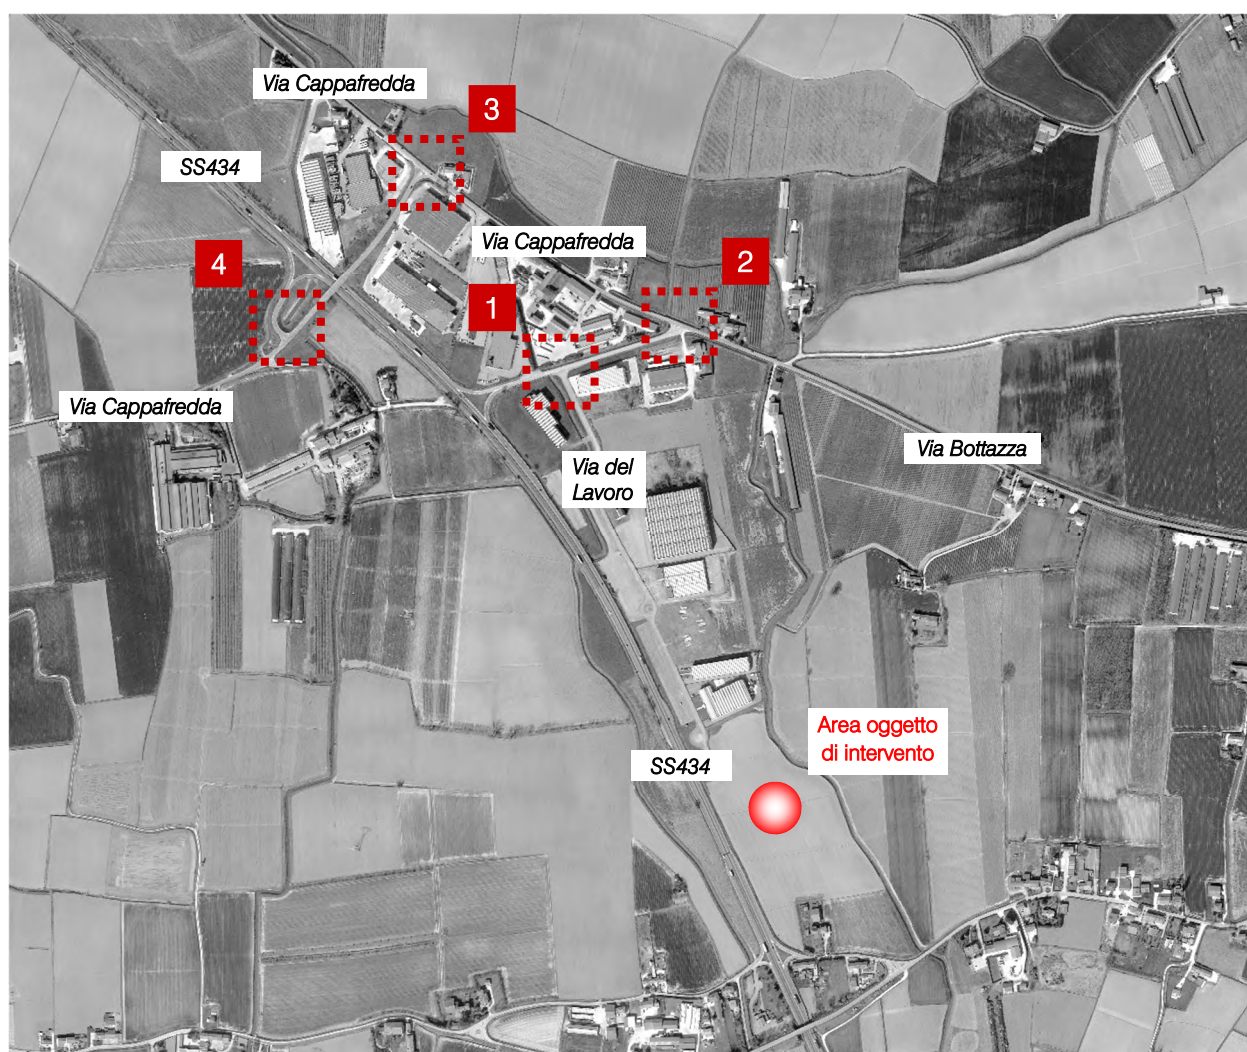 Via Cappafredda
3
SS434
Via Cappafredda
2
4
1
Via Cappafredda
Via Bottazza
Via del
Lavoro
Area oggetto
di intervento
SS434